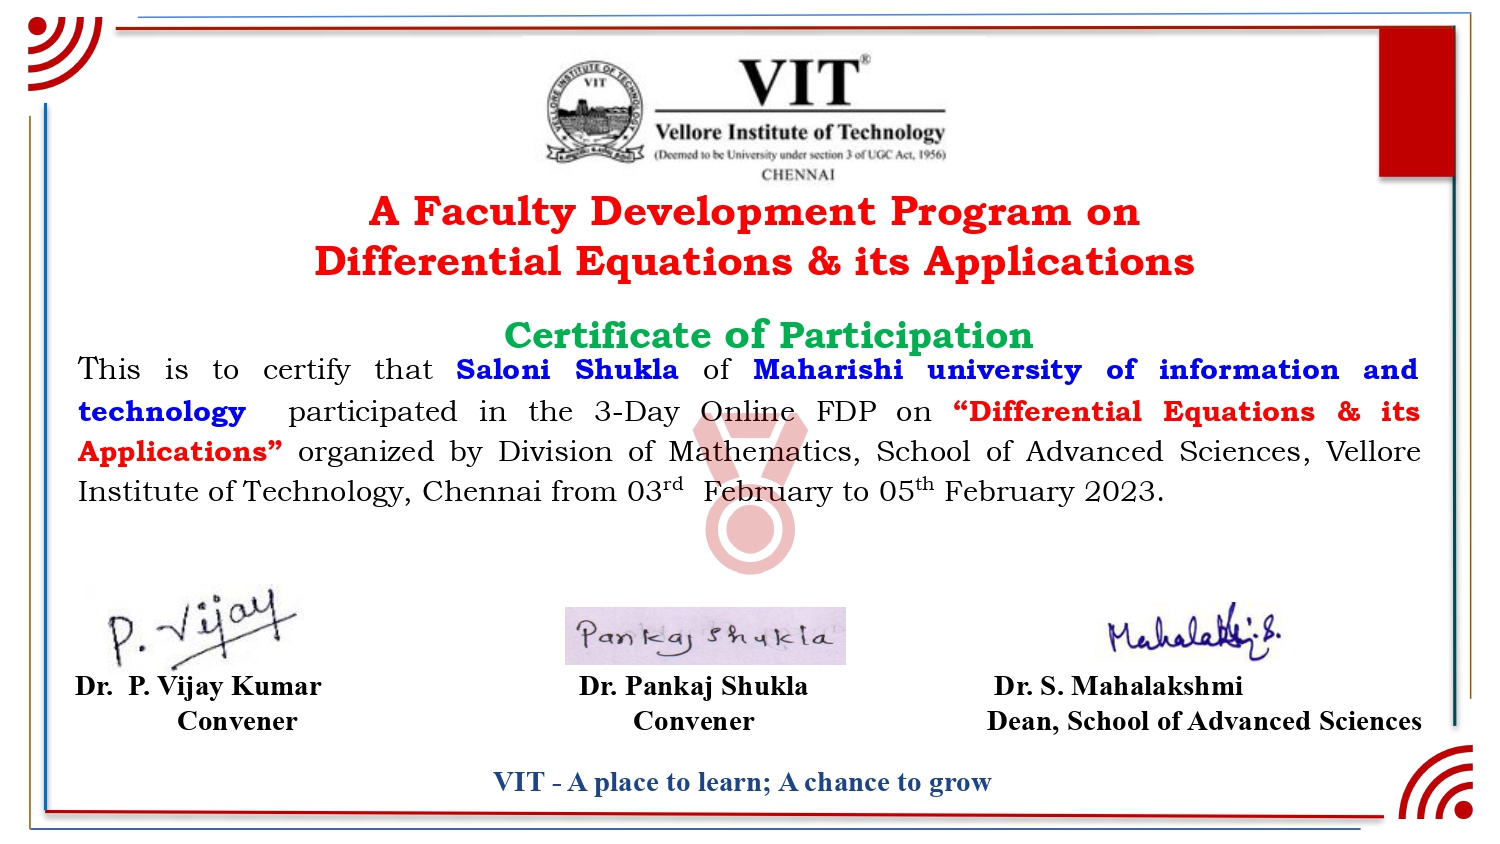 VIT®
VIT
VELLORE INSTITUTE OF TECHNOLOGY
Vellore Institute of Technology
(Deemed to be University under section 3 of UGC Act, 1956)
CHENNAI
A Faculty Development Program on
Differential Equations & its Applications
Certificate of Participation
This is to certify that Saloni Shukla of Maharishi university of information and
technology participated in the 3-Day Online FDP on “Differential Equations & its
Applications” organized by Division of Mathematics, School of Advanced Sciences, Vellore
Institute of Technology, Chennai from 03rd February to 05th February 2023.
P. Vijay
Pankaj Shukla
Mahalakshmi. S.
Dr. P. Vijay Kumar
Dr. Pankaj Shukla
Dr. S. Mahalakshmi
Convener
Convener
Dean, School of Advanced Sciences
VIT - A place to learn; A chance to grow